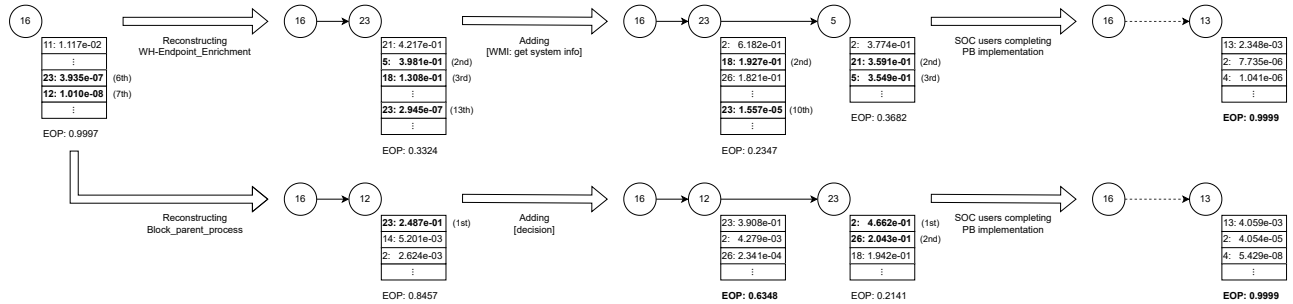 16
11: 1.117e-02
⋮
23: 3.935e-07 (6th)
12: 1.010e-08 (7th)
⋮
EOP: 0.9997
Reconstructing
WH-Endpoint_Enrichment
16
23
21: 4.217e-01
5: 3.981e-01 (2nd)
18: 1.308e-01 (3rd)
⋮
23: 2.945e-07 (13th)
⋮
EOP: 0.3324
Adding
[WMI: get system info]
16
23
5
2: 6.182e-01
18: 1.927e-01 (2nd)
26: 1.821e-01
⋮
23: 1.557e-05 (10th)
⋮
EOP: 0.2347
2: 3.774e-01
21: 3.591e-01 (2nd)
5: 3.549e-01 (3rd)
⋮
EOP: 0.3682
SOC users completing
PB implementation
16
13
13: 2.348e-03
2: 7.735e-06
4: 1.041e-06
⋮
EOP: 0.9999
Reconstructing
Block_parent_process
16
12
23: 2.487e-01 (1st)
14: 5.201e-03
2: 2.624e-03
⋮
EOP: 0.8457
Adding
[decision]
16
12
23
23: 3.908e-01
2: 4.279e-03
26: 2.341e-04
⋮
EOP: 0.6348
2: 4.662e-01 (1st)
26: 2.043e-01 (2nd)
18: 1.942e-01
⋮
EOP: 0.2141
SOC users completing
PB implementation
16
13
13: 4.059e-03
2: 4.054e-05
4: 5.429e-08
⋮
EOP: 0.9999